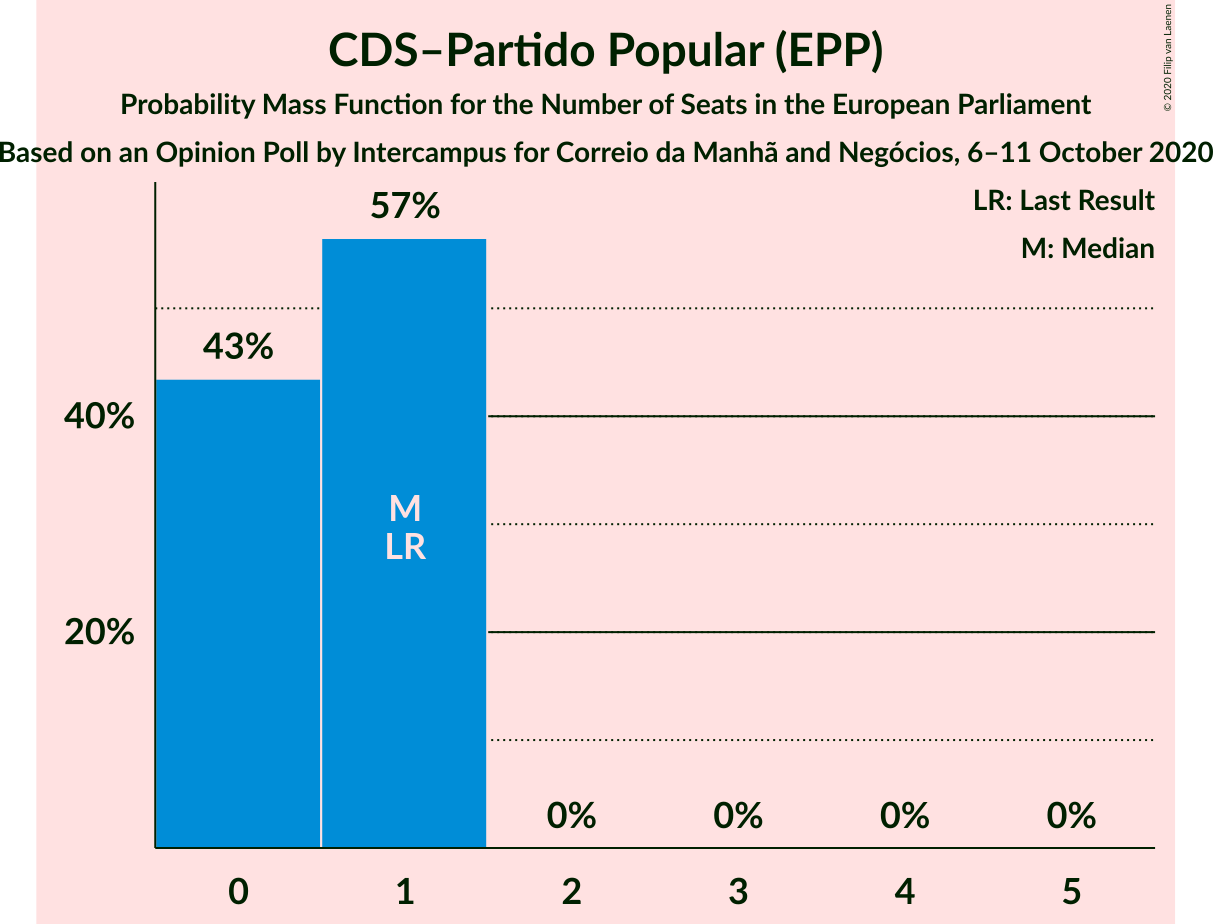 CDS–Partido Popular (EPP)
Probability Mass Function for the Number of Seats in the European Parliament
Based on an Opinion Poll by Intercampus for Correio da Manhã and Negócios, 6–11 October 2020
© 2020 Filip van Laenen
LR: Last Result
M: Median
57%
43%
40%
M
LR
20%
0% 0% 0% 0%
0 1 2 3 4 5